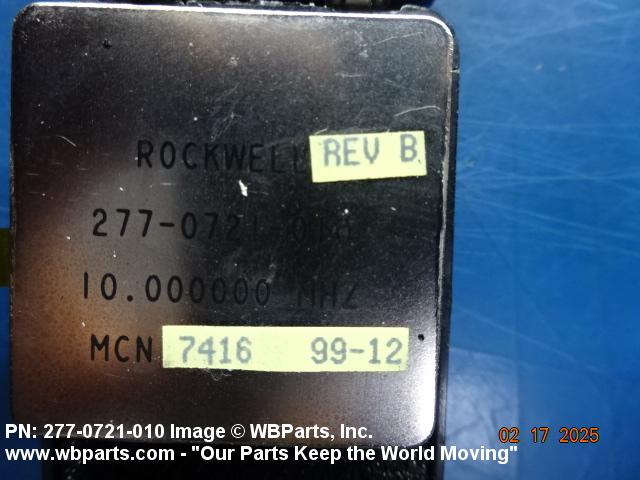 ROCKWELL REV B
277-0721-010
10.000000 MHZ
MCN 7416 99-12
PN: 277-0721-010 Image © WBParts, Inc.
02 17 2025
www.wbparts.com - "Our Parts Keep the World Moving"